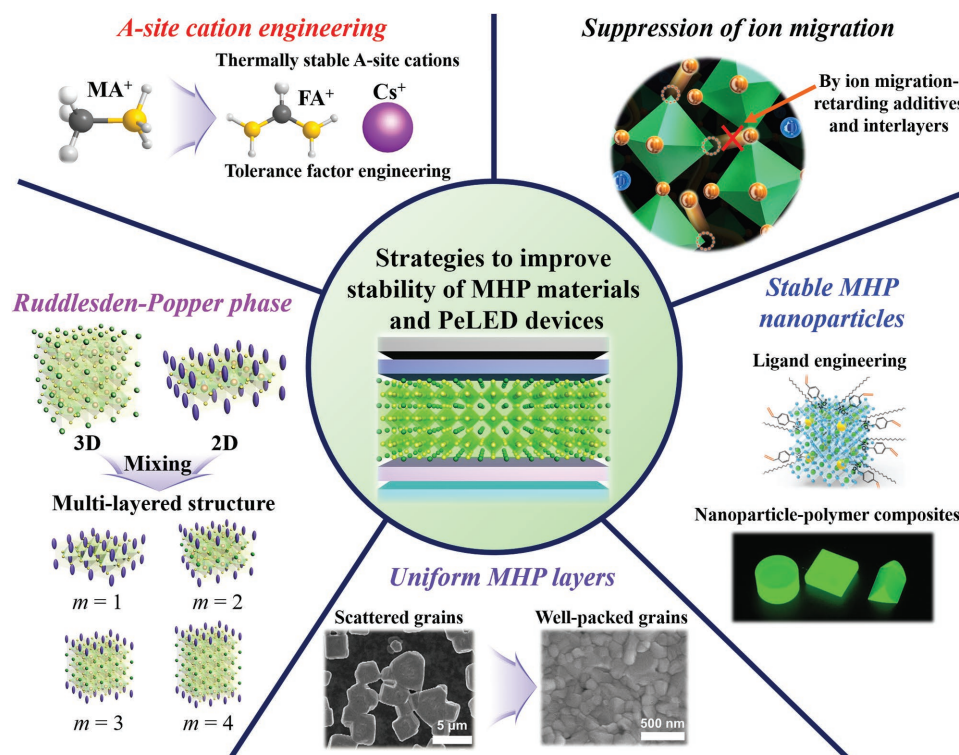 A-site cation engineering
Thermally stable A-site cations
MA⁺
FA⁺
Cs⁺
Tolerance factor engineering
Suppression of ion migration
By ion migration-
retarding additives
and interlayers
Strategies to improve
stability of MHP materials
and PeLED devices
Ruddlesden-Popper phase
3D
2D
Mixing
Multi-layered structure
m = 1
m = 2
m = 3
m = 4
Stable MHP
nanoparticles
Ligand engineering
Nanoparticle-polymer composites
Uniform MHP layers
Scattered grains
Well-packed grains
5 μm
500 nm